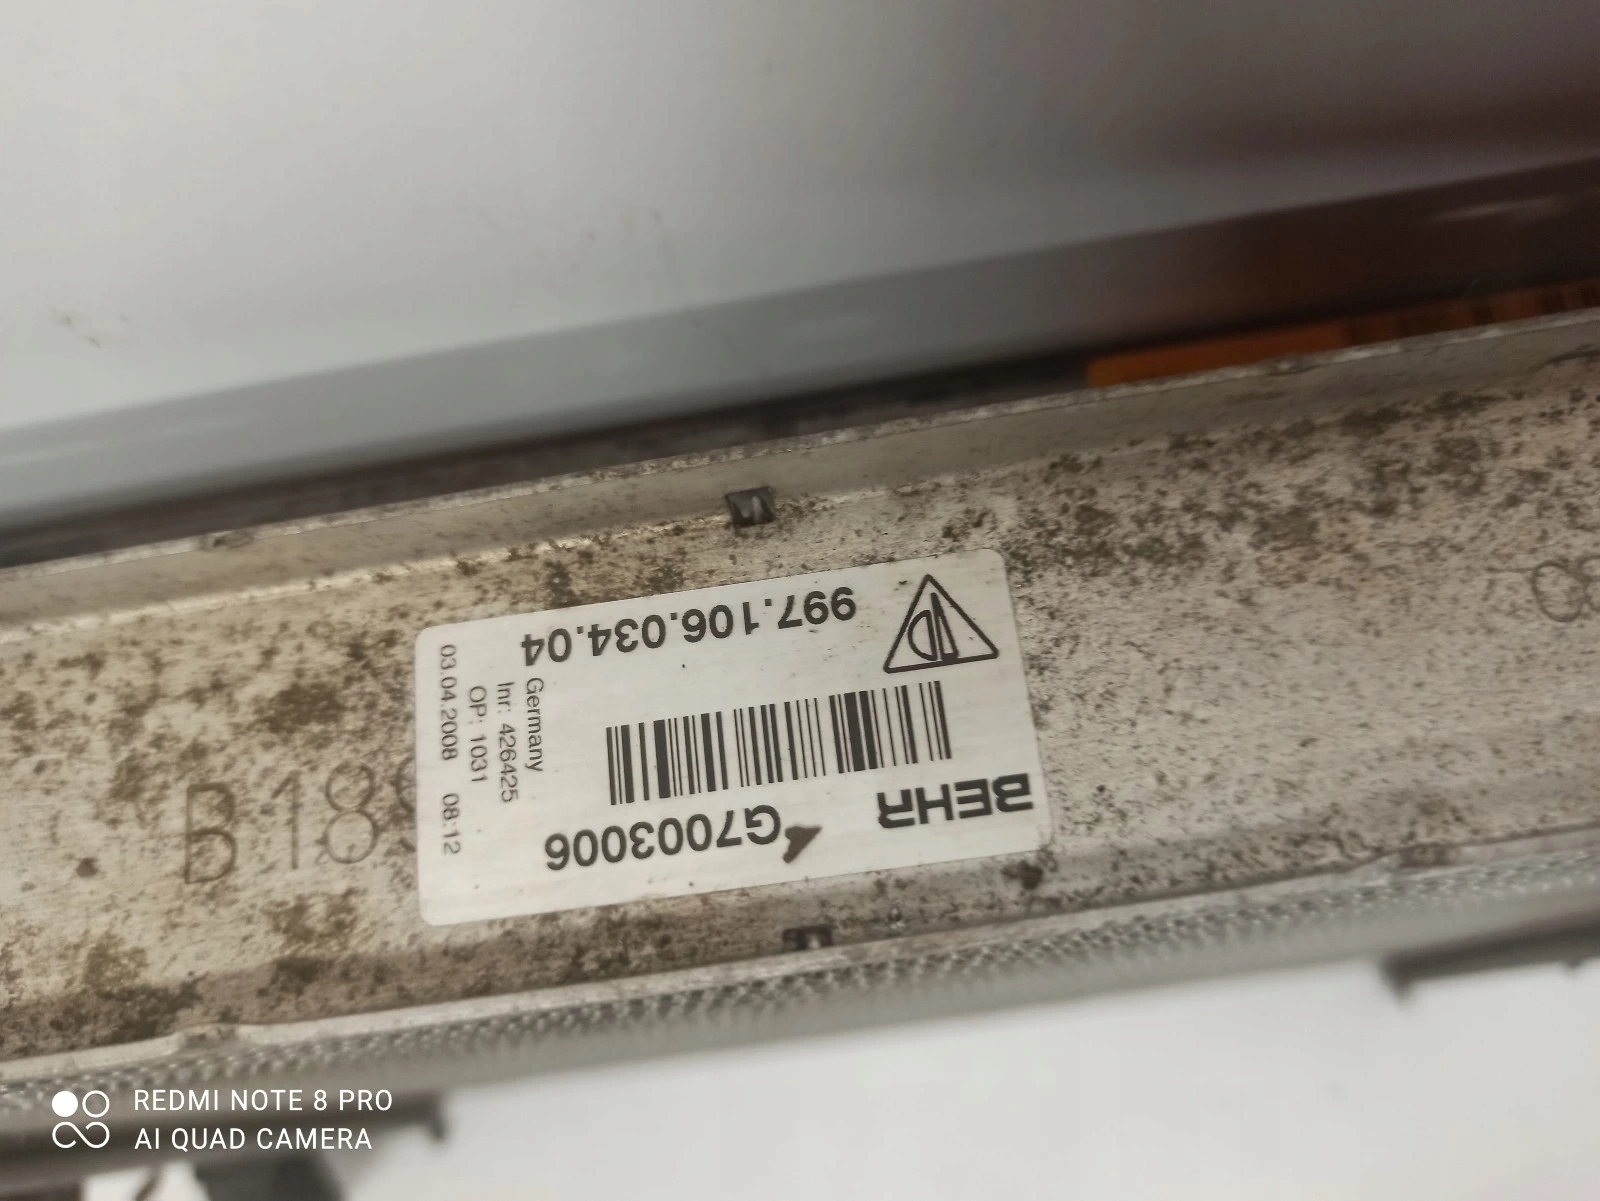 BEHR
G7003006
997.106.034.04
Germany
Inr: 426425
OP: 1031
03.04.2008 08:12
B 18
REDMI NOTE 8 PRO
AI QUAD CAMERA